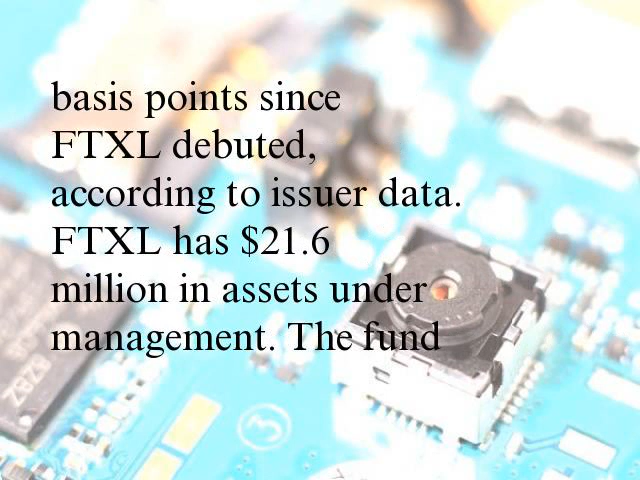 basis points since
FTXL debuted,
according to issuer data.
FTXL has $21.6
million in assets under
management. The fund
3